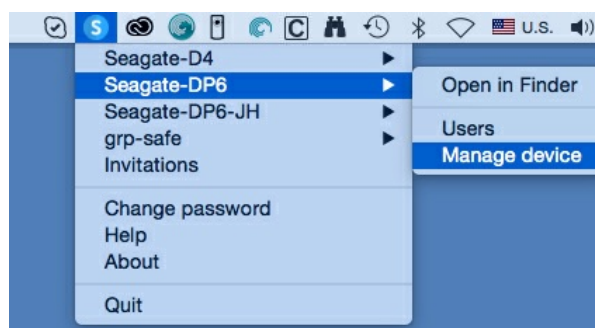 S C U.S.
Seagate-D4
Seagate-DP6
Seagate-DP6-JH
grp-safe
Invitations
Change password
Help
About
Quit
Open in Finder
Users
Manage device